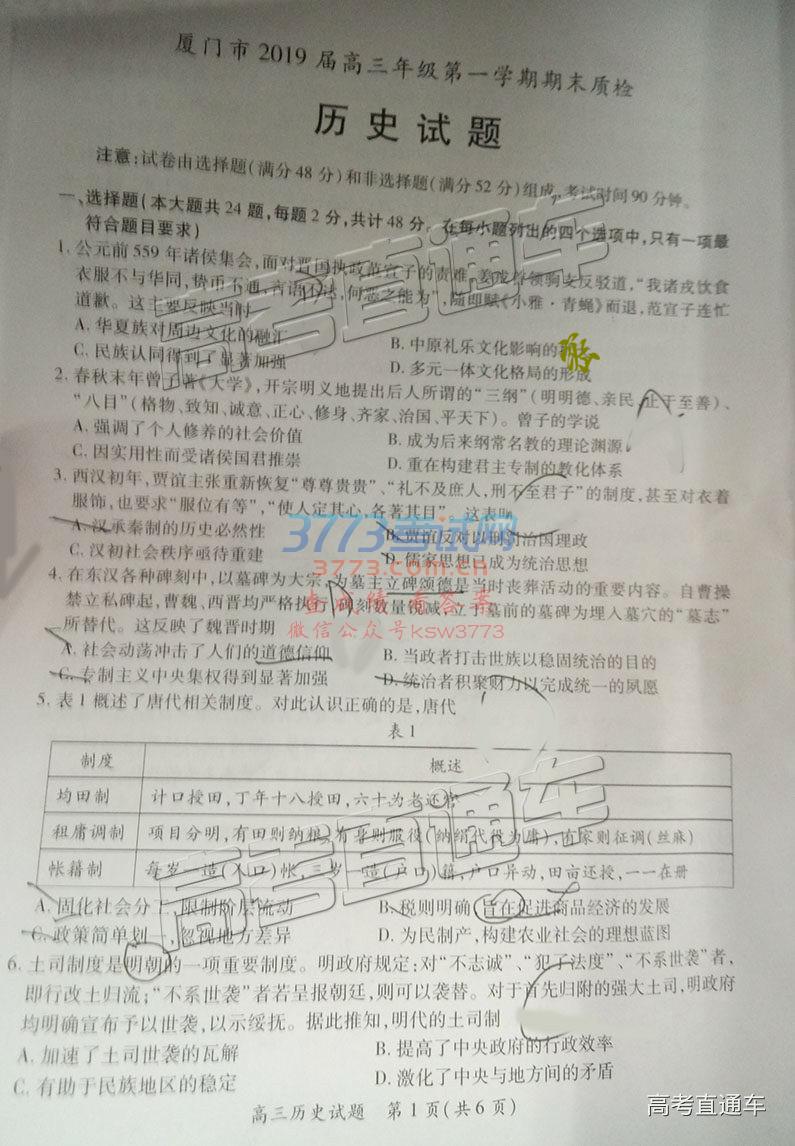 厦门市2019届高三年级第一学期期末质检
历史试题
注意:试卷由选择题(满分48分)和非选择题(满分52分)组成,考试时间90分钟。
一、选择题(本大题共24题,每题2分,共计48分。在每小题列出的四个选项中,只有一项最
符合题目要求)
1. 公元前559年诸侯集会,面对晋国执政范宣子的责难,姜戎首领驹支反驳道,“我诸戎饮食
衣服不与华同,贽币不通,言语不达,何恶之能为”,随即赋《小雅·青蝇》而退,范宣子连忙
道歉。这主要反映当时
A. 华夏族对周边文化的融汇
B. 中原礼乐文化影响的
C. 民族认同得到了显著加强
D. 多元一体文化格局的形成
2. 春秋末年曾子著《大学》,开宗明义地提出后人所谓的“三纲”(明明德、亲民、止于至善)、
“八目”(格物、致知、诚意、正心、修身、齐家、治国、平天下)。曾子的学说
A. 强调了个人修养的社会价值
B. 成为后来纲常名教的理论渊源
C. 因实用性而受诸侯国君推崇
D. 重在构建君主专制的教化体系
3. 西汉初年,贾谊主张重新恢复“尊尊贵贵”、“礼不及庶人,刑不至君子”的制度,甚至对衣着
服饰,也要求“服位有等”,“使人定其心,各著其目”。这表明
A. 汉承秦制的历史必然性
B. 贾谊反对以刑罚治国理政
C. 汉初社会秩序亟待重建
D. 儒家思想已成为统治思想
4. 在东汉各种碑刻中,以墓碑为大宗,为墓主立碑颂德是当时丧葬活动的重要内容。自曹操
禁立私碑起,曹魏、西晋均严格执行,碑刻数量锐减,立于墓前的墓碑为埋入墓穴的“墓志”
所替代。这反映了魏晋时期
A. 社会动荡冲击了人们的道德信仰
B. 当政者打击世族以稳固统治的目的
C. 专制主义中央集权得到显著加强
D. 统治者积聚财力以完成统一的夙愿
5. 表1概述了唐代相关制度。对此认识正确的是,唐代
表1
制度 概述
均田制 计口授田,丁年十八授田,六十为老还官
租庸调制 项目分明,有田则纳租,有身则服役(纳绢代役为庸),有家则征调(丝麻)
帐籍制 每岁一造(人口)帐,三岁一造(户口)籍,户口异动,田亩还授,一一在册
A. 固化社会分工,限制阶层流动
B. 税则明确,旨在促进商品经济的发展
C. 政策简单划一,忽视地方差异
D. 为民制产,构建农业社会的理想蓝图
6. 土司制度是明朝的一项重要制度。明政府规定:对“不志诚”、“犯了法度”、“不系世袭”者,
即行改土归流;“不系世袭”者若呈报朝廷,则可以袭替。对于首先归附的强大土司,明政府
均明确宣布予以世袭,以示绥抚。据此推知,明代的土司制
A. 加速了土司世袭的瓦解
B. 提高了中央政府的行政效率
C. 有助于民族地区的稳定
D. 激化了中央与地方间的矛盾
高三历史试题 第1页(共6页)
高考直通车
高考直通车
高考直通车
3773考试网
3773.com.cn
查成绩 看答案
微信公众号ksw3773